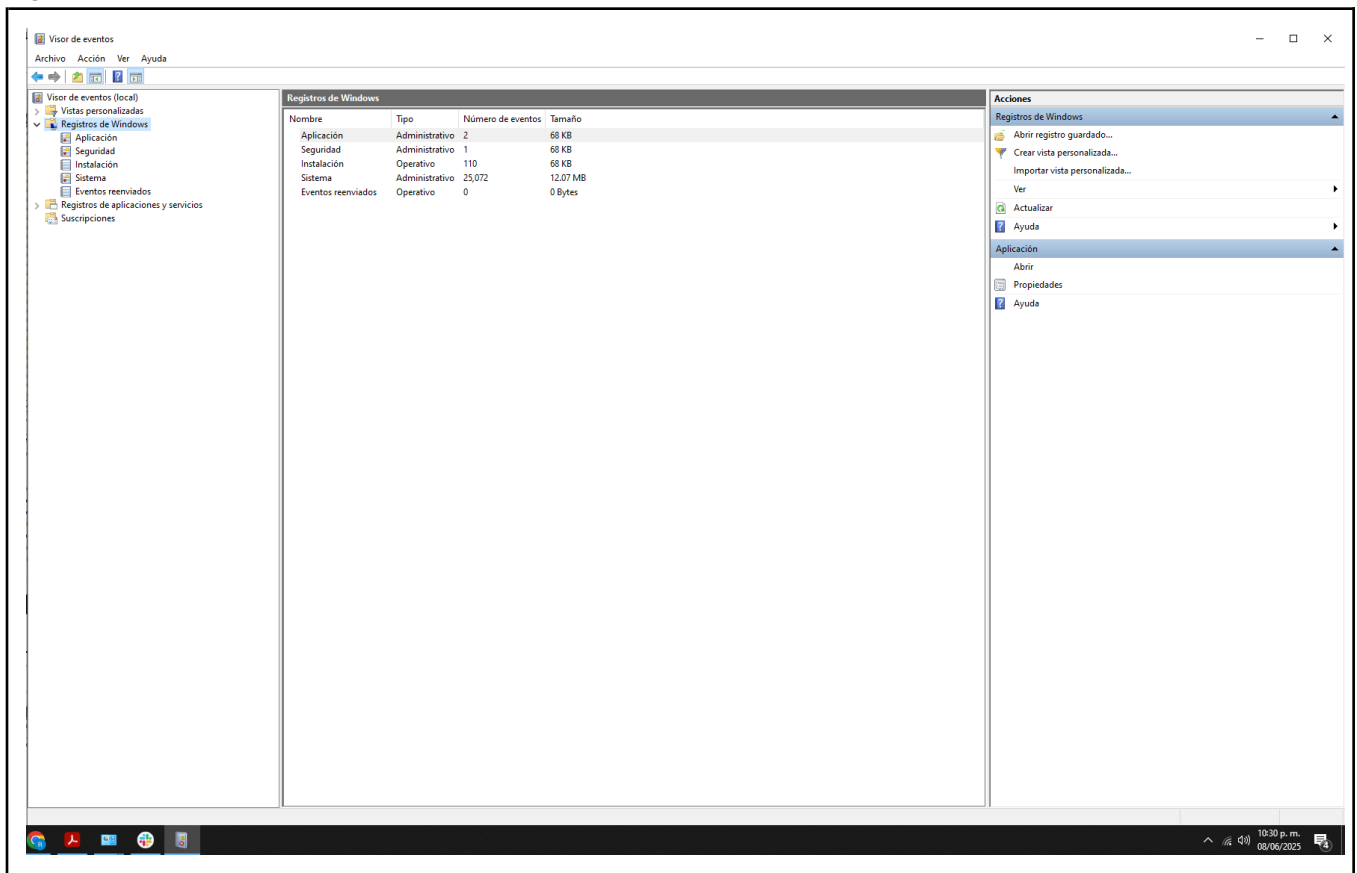 Visor de eventos
Archivo Acción Ver Ayuda
Visor de eventos (local)
Vistas personalizadas
Registros de Windows
Aplicación
Seguridad
Instalación
Sistema
Eventos reenviados
Registros de aplicaciones y servicios
Suscripciones
Registros de Windows
Nombre Tipo Número de eventos Tamaño
Aplicación Administrativo 2 68 KB
Seguridad Administrativo 1 68 KB
Instalación Operativo 110 68 KB
Sistema Administrativo 25,072 12.07 MB
Eventos reenviados Operativo 0 0 Bytes
Acciones
Registros de Windows
Abrir registro guardado...
Crear vista personalizada...
Importar vista personalizada...
Ver
Actualizar
Ayuda
Aplicación
Abrir
Propiedades
Ayuda
10:30 p. m.
08/06/2025
4